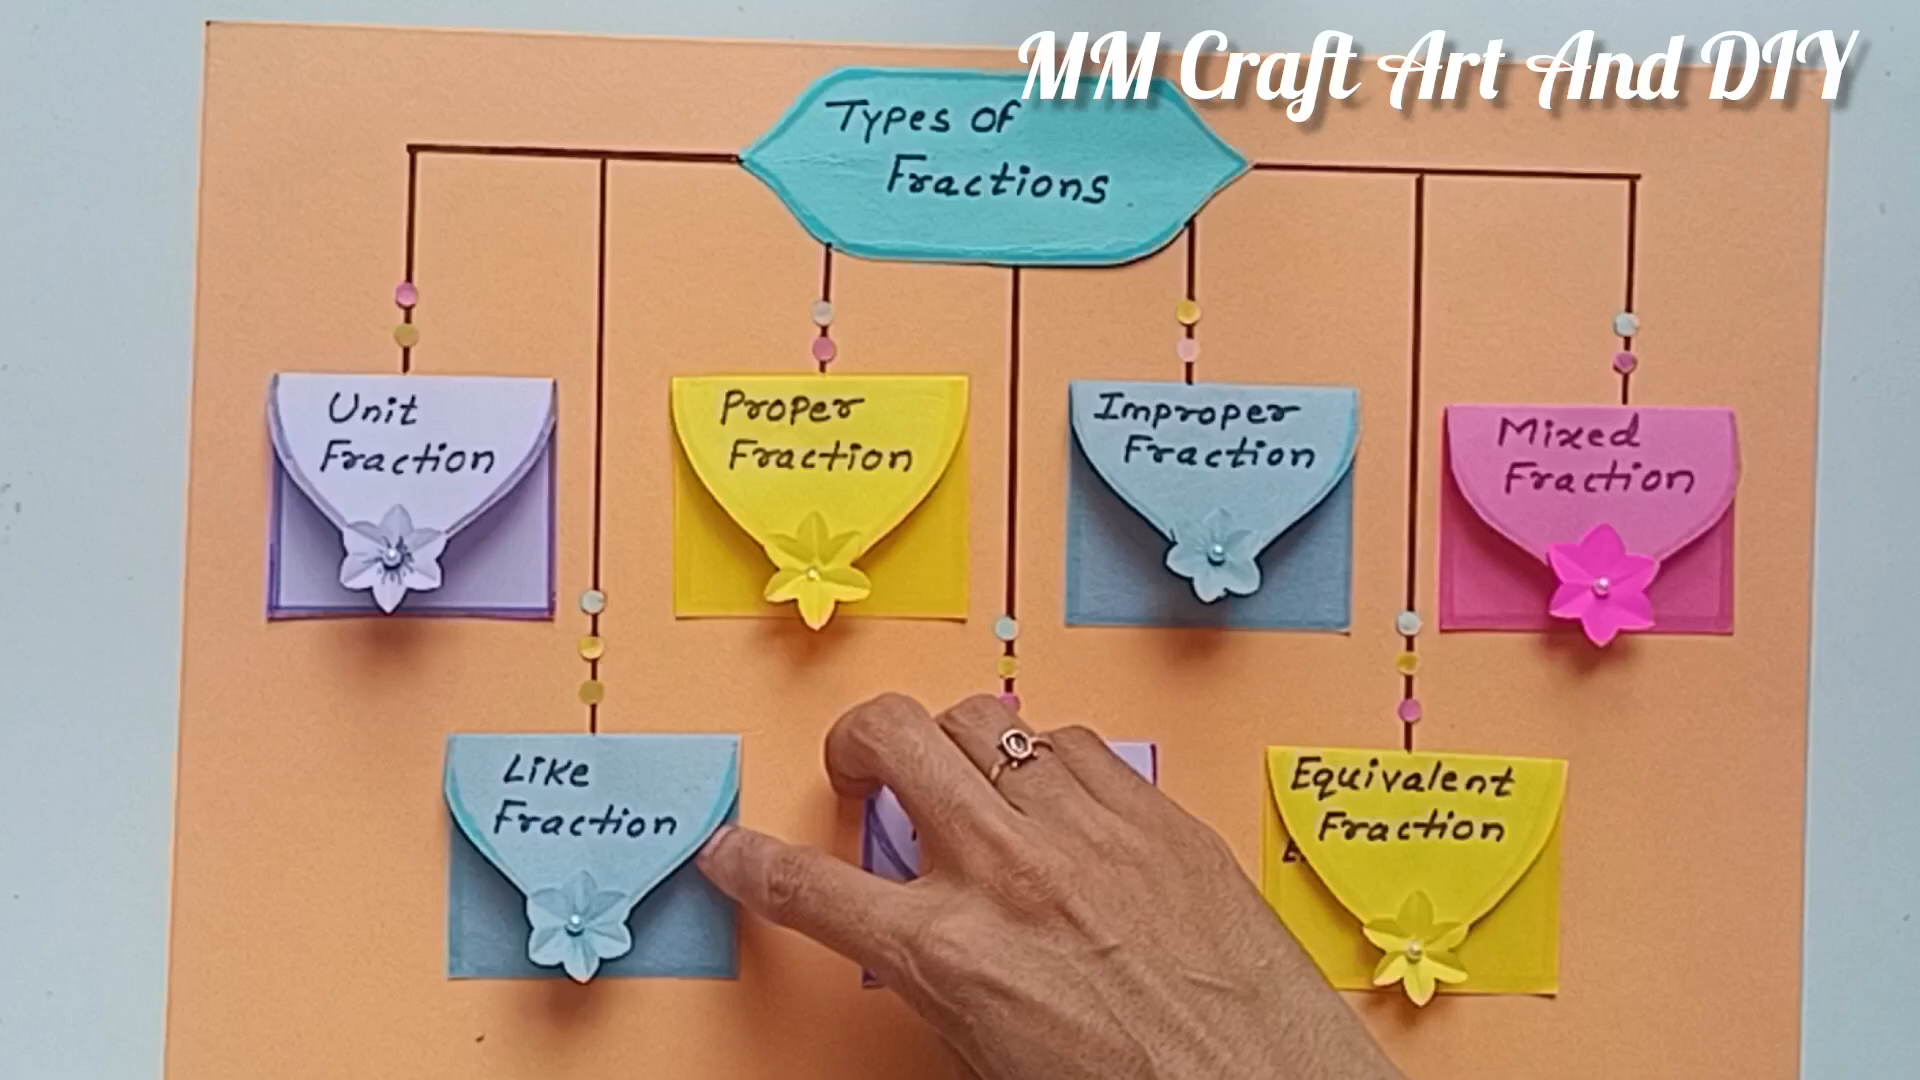 MM Craft Art And DIY
Types Of
Fractions
Unit
Fraction
Proper
Fraction
Improper
Fraction
Mixed
Fraction
Like
Fraction
Equivalent
Fraction